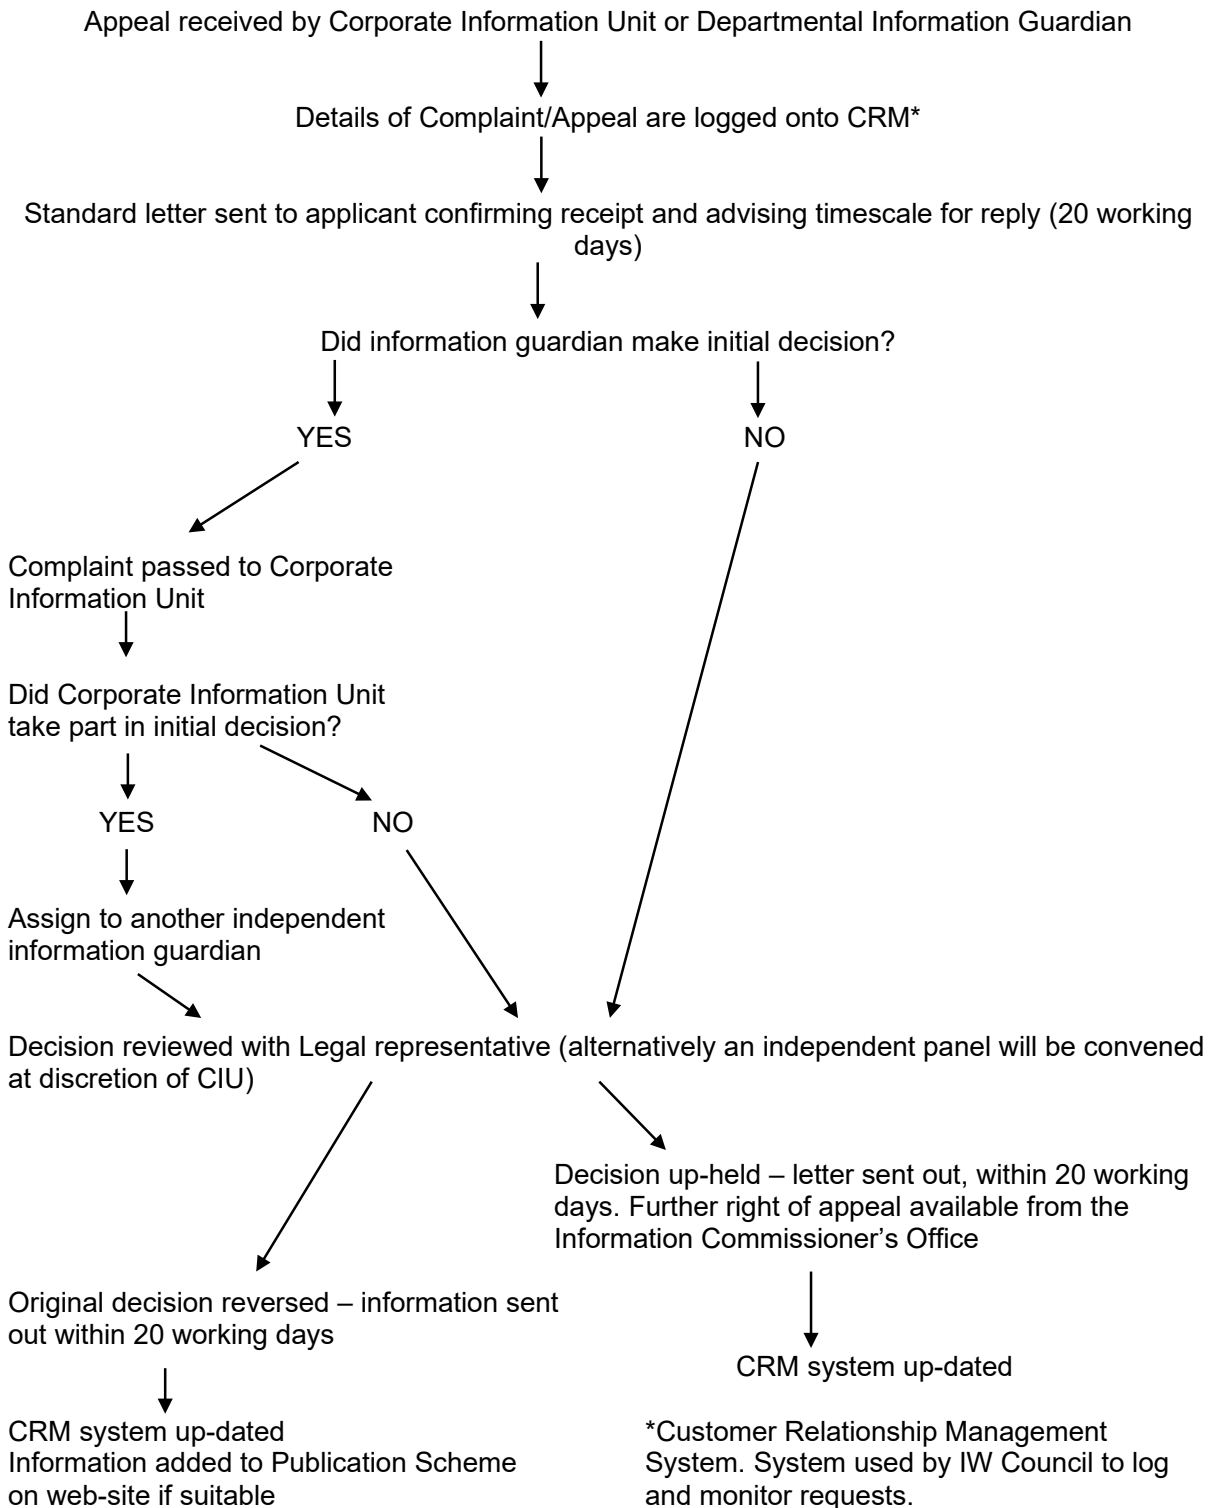 Appeal received by Corporate Information Unit or Departmental Information Guardian
Details of Complaint/Appeal are logged onto CRM*
Standard letter sent to applicant confirming receipt and advising timescale for reply (20 working
days)
Did information guardian make initial decision?
YES
NO
Complaint passed to Corporate
Information Unit
Did Corporate Information Unit
take part in initial decision?
YES
NO
Assign to another independent
information guardian
Decision reviewed with Legal representative (alternatively an independent panel will be convened
at discretion of CIU)
Decision up-held – letter sent out, within 20 working
days. Further right of appeal available from the
Information Commissioner’s Office
Original decision reversed – information sent
out within 20 working days
CRM system up-dated
CRM system up-dated
Information added to Publication Scheme
on web-site if suitable
*Customer Relationship Management
System. System used by IW Council to log
and monitor requests.